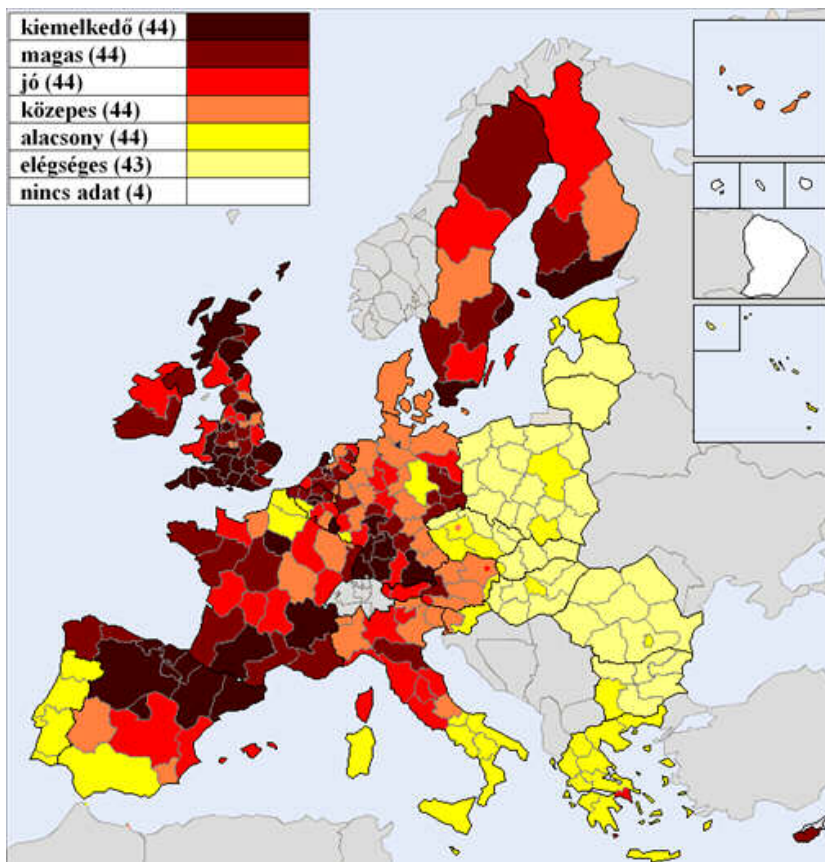 kiemelkedő (44)
magas (44)
jó (44)
közepes (44)
alacsony (44)
elégséges (43)
nincs adat (4)